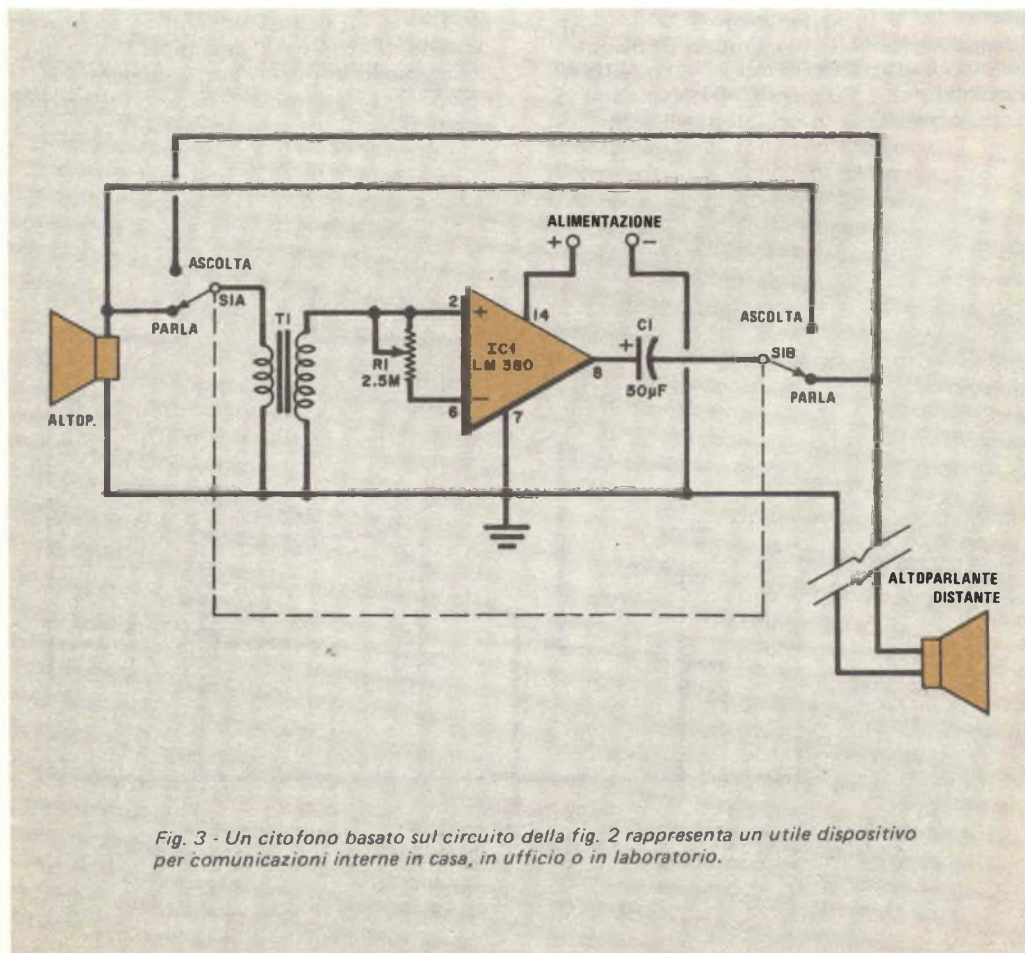 ALIMENTAZIONE
+ -
ASCOLTA
S1A
PARLA
T1
ALTOP.
R1
2.5M
2
+
6
-
IC1
LM 380
14
7
8
+
C1
50µF
ASCOLTA
S1B
PARLA
ALTOPARLANTE
DISTANTE
Fig. 3 - Un citofono basato sul circuito della fig. 2 rappresenta un utile dispositivo
per comunicazioni interne in casa, in ufficio o in laboratorio.